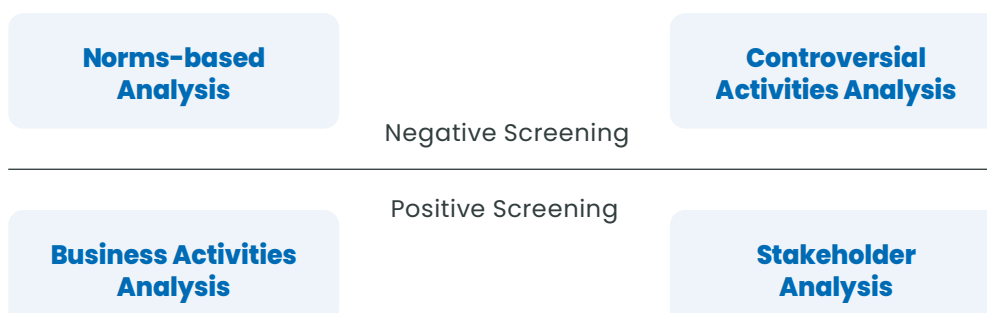 Norms-based
Analysis
Controversial
Activities Analysis
Negative Screening
Positive Screening
Business Activities
Analysis
Stakeholder
Analysis